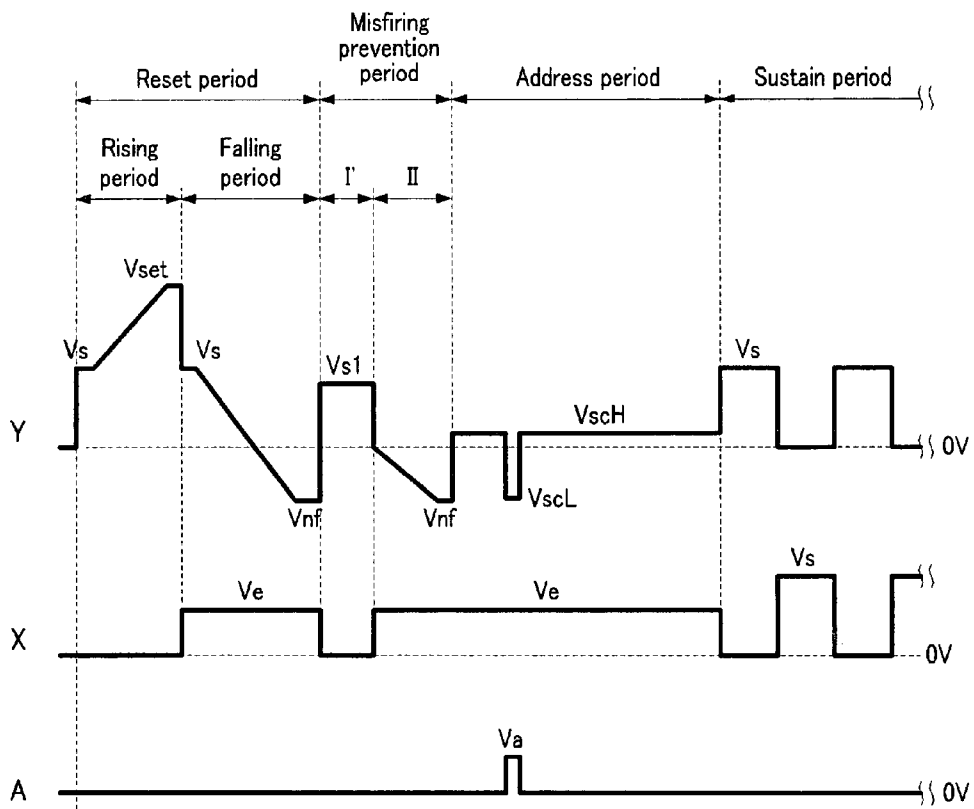 Misfiring
prevention
period
Reset period
Address period
Sustain period
Rising
period
Falling
period
I'
II
Vset
Vs
Vs
Vs1
Vs
Y
VscH
0V
Vnf
Vnf
VscL
Vs
Ve
Ve
X
0V
Va
A
0V